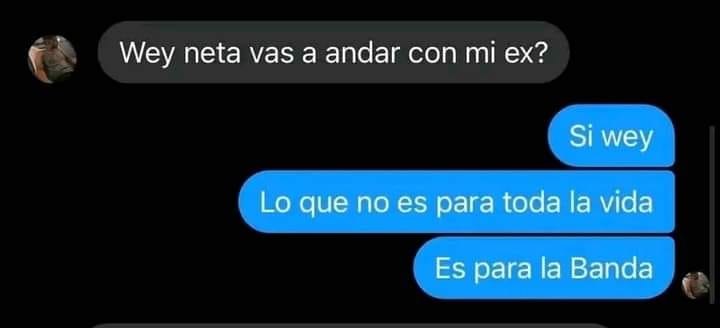 Wey neta vas a andar con mi ex?
Si wey
Lo que no es para toda la vida
Es para la Banda